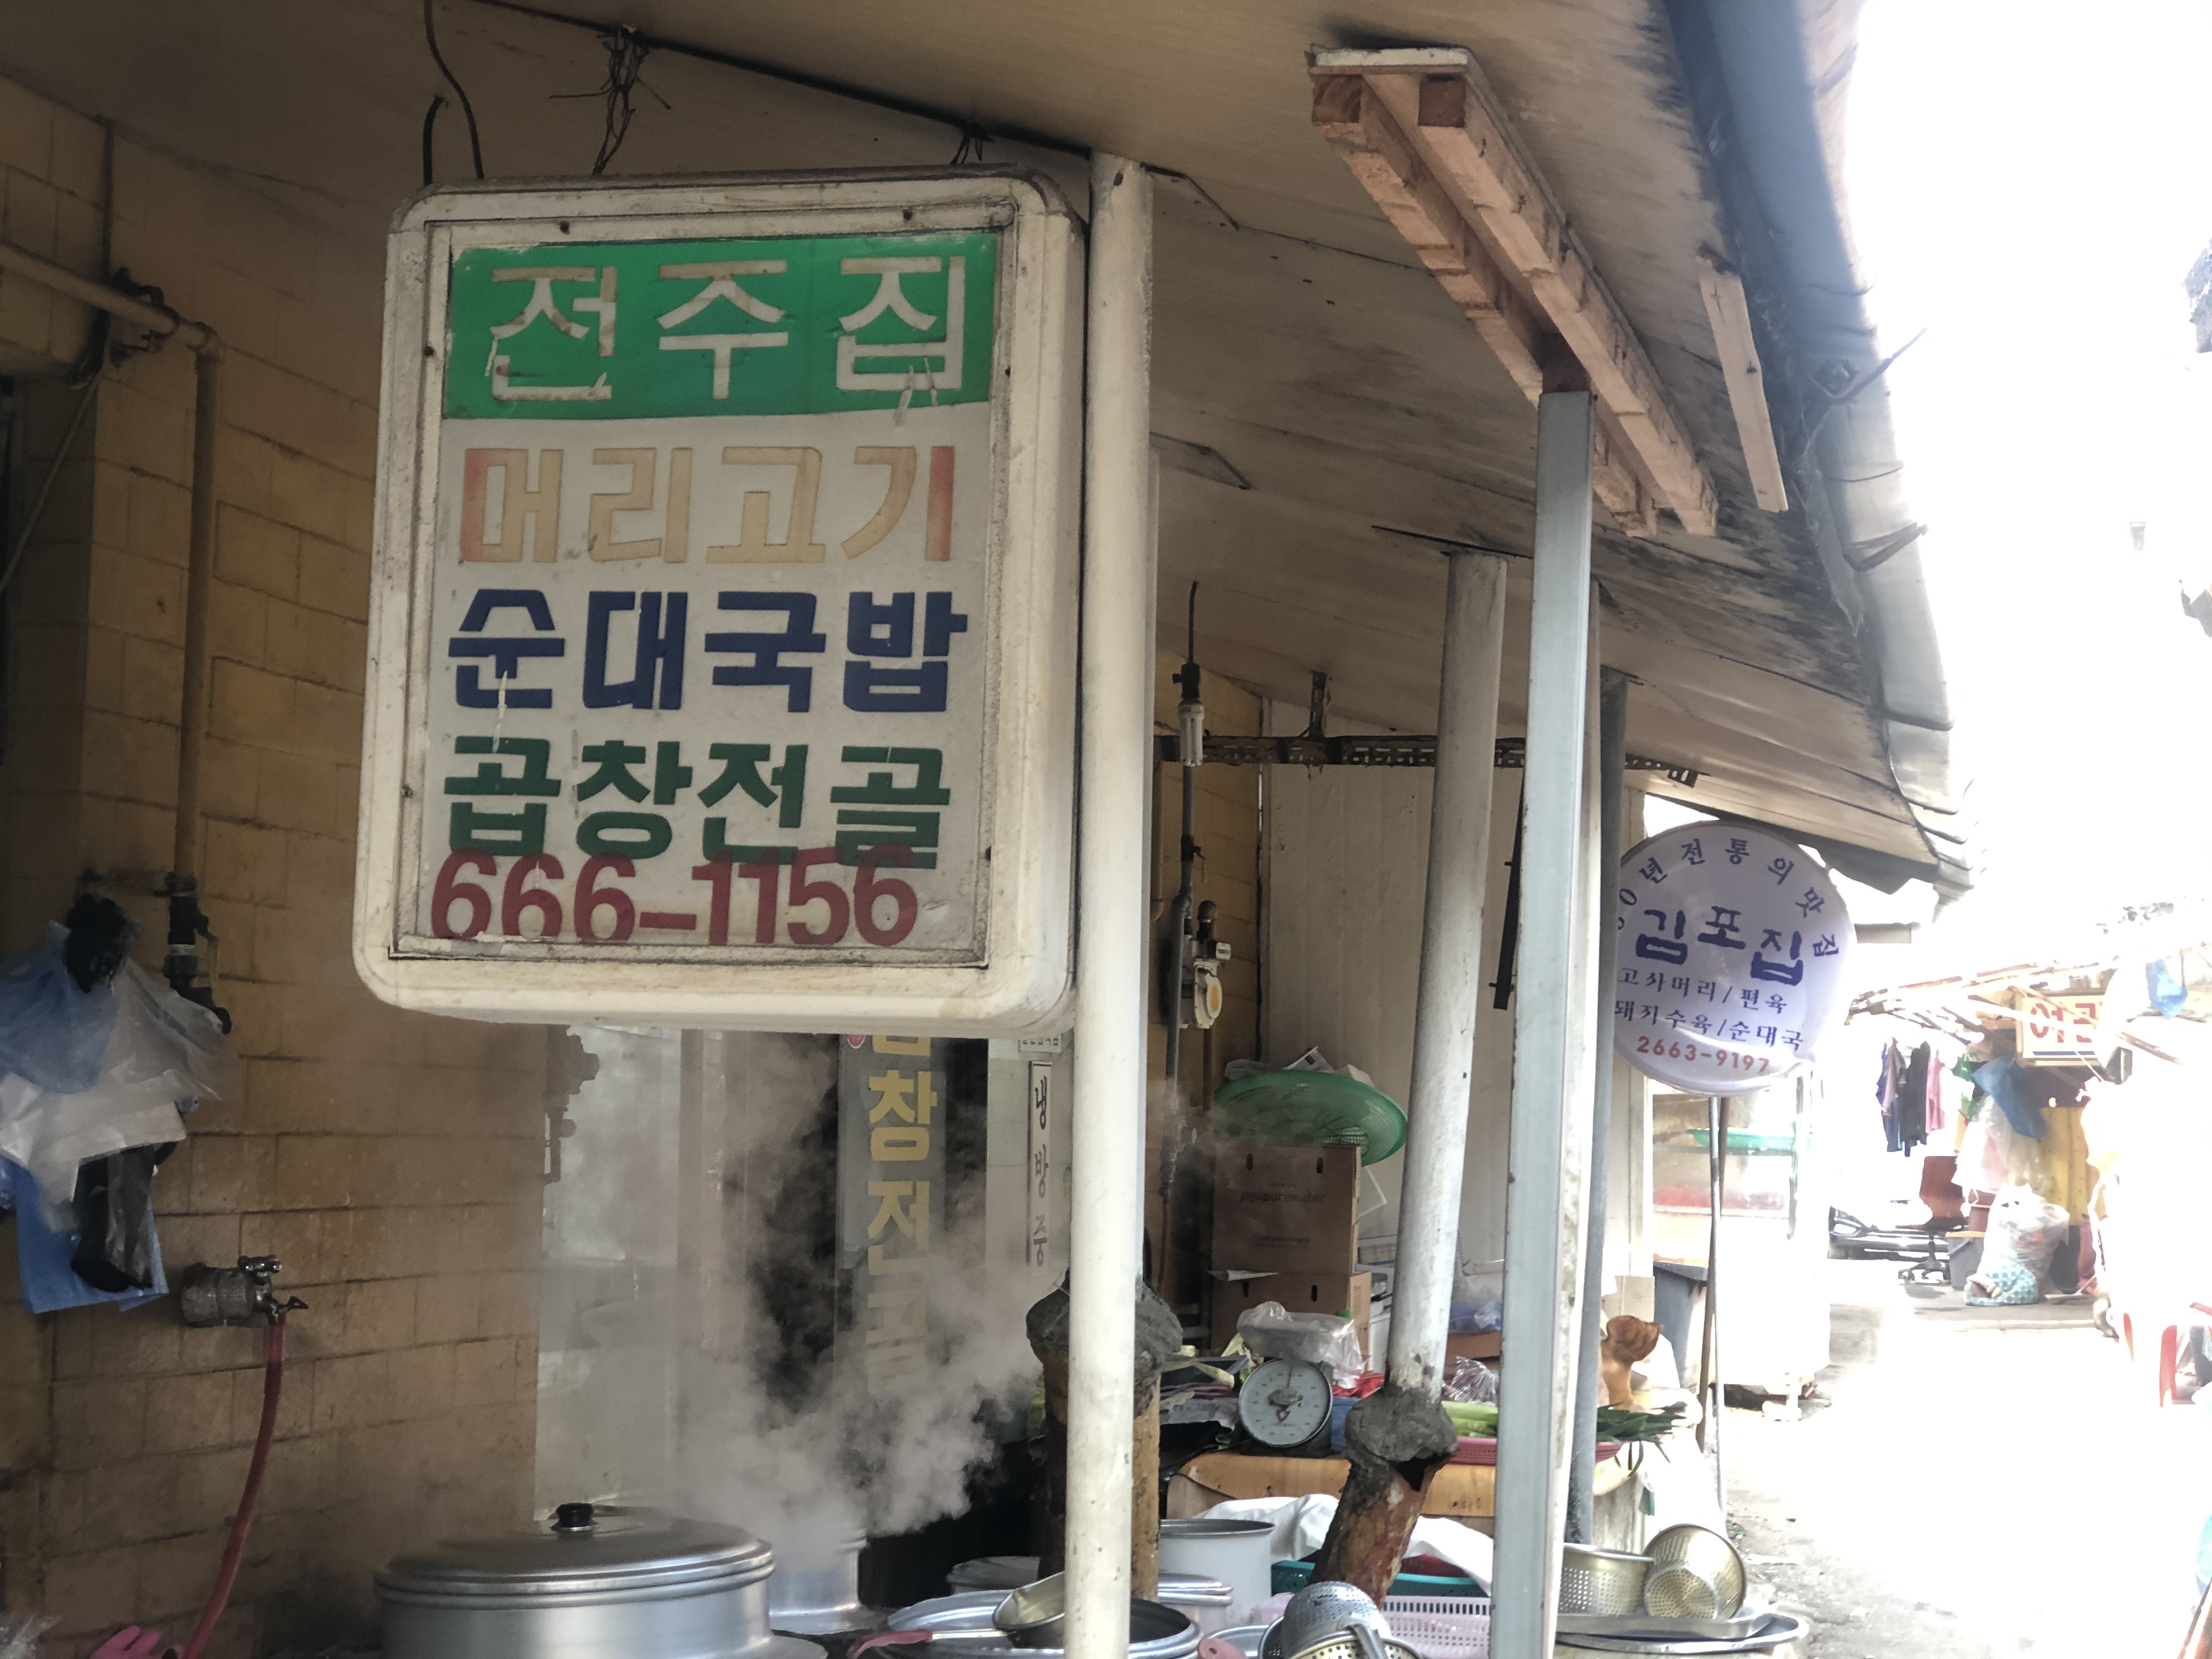 전주집
머리고기
순대국밥
곱창전골
666-1156
년전통의 맛집
김포집
고사머리/편육
돼지수육/순대국
2663-9197
창전골
냉방중